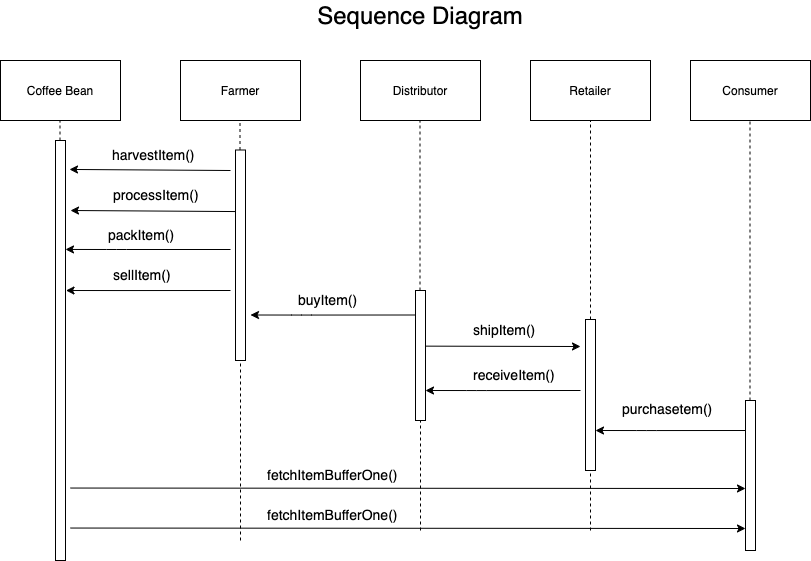 Sequence Diagram
Coffee Bean
Farmer
Distributor
Retailer
Consumer
harvestItem()
processItem()
packItem()
sellItem()
buyItem()
shipItem()
receiveItem()
purchasetem()
fetchItemBufferOne()
fetchItemBufferOne()